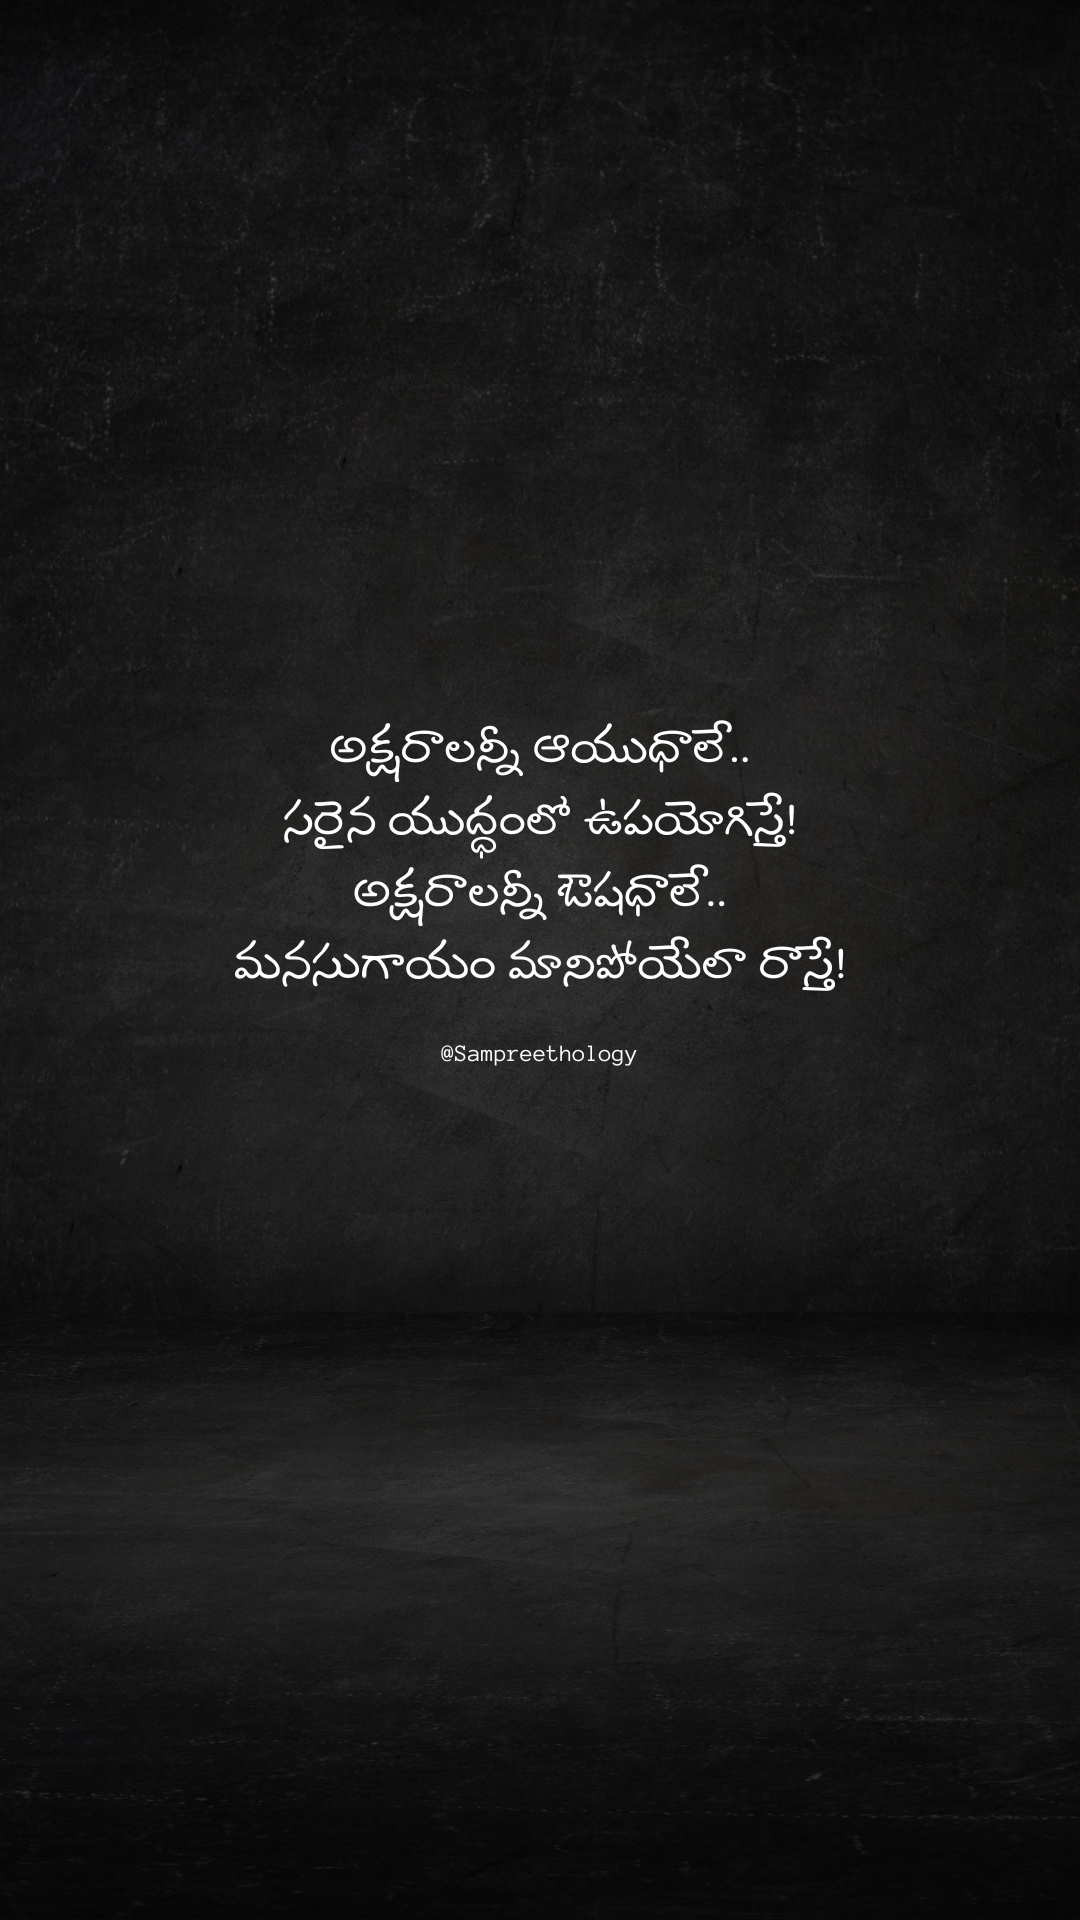 అక్షరాలన్నీ ఆయుధాలే..
సరైన యుద్ధంలో ఉపయోగిస్తే!
అక్షరాలన్నీ ఔషధాలే..
మనసుగాయం మానిపోయేలా రాస్తే!
@Sampreethology